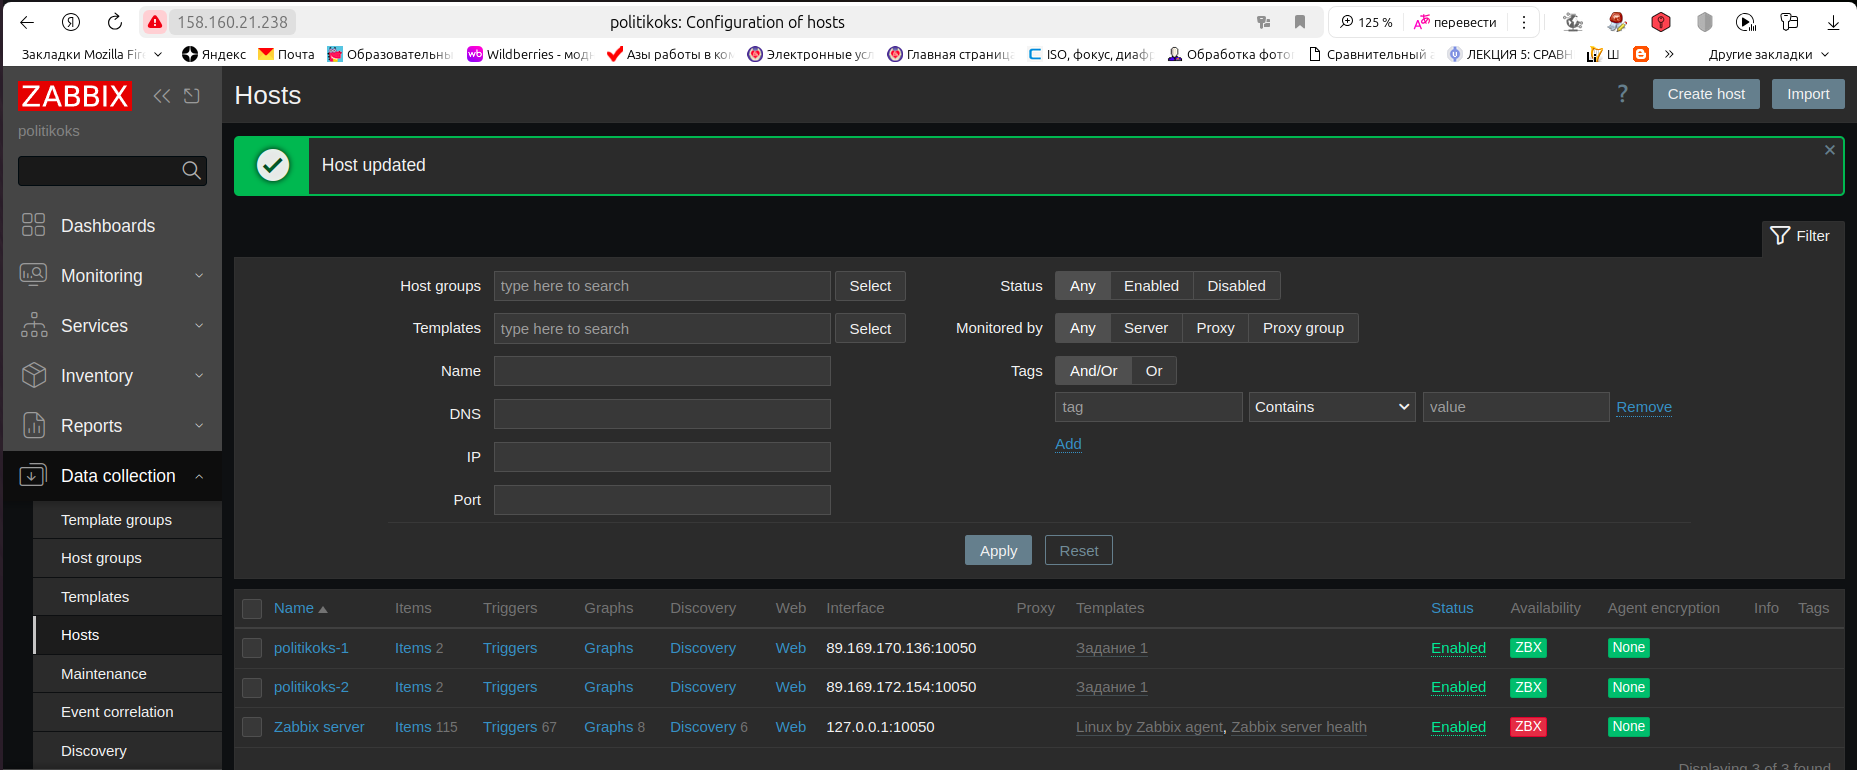 158.160.21.238
politikoks: Configuration of hosts
125 %
перевести
Закладки Mozilla Fir
Яндекс
Почта
Образовательны
Wildberries - мод
Азы работы в ком
Электронные усл
Главная страниц
ISO, фокус, диаф
Обработка фото
Сравнительный а
ЛЕКЦИЯ 5: СРАВН
Ш
»
Другие закладки
ZABBIX
politikoks
Dashboards
Monitoring
Services
Inventory
Reports
Data collection
Template groups
Host groups
Templates
Hosts
Maintenance
Event correlation
Discovery
Hosts
?
Create host
Import
Host updated
Filter
Host groups type here to search Select
Templates type here to search Select
Name
DNS
IP
Port
Status Any Enabled Disabled
Monitored by Any Server Proxy Proxy group
Tags And/Or Or
tag Contains value Remove
Add
Apply Reset
Name Items Triggers Graphs Discovery Web Interface Proxy Templates Status Availability Agent encryption Info Tags
politikoks-1 Items 2 Triggers Graphs Discovery Web 89.169.170.136:10050 Задание 1 Enabled ZBX None
politikoks-2 Items 2 Triggers Graphs Discovery Web 89.169.172.154:10050 Задание 1 Enabled ZBX None
Zabbix server Items 115 Triggers 67 Graphs 8 Discovery 6 Web 127.0.0.1:10050 Linux by Zabbix agent, Zabbix server health Enabled ZBX None
Displaying 3 of 3 found